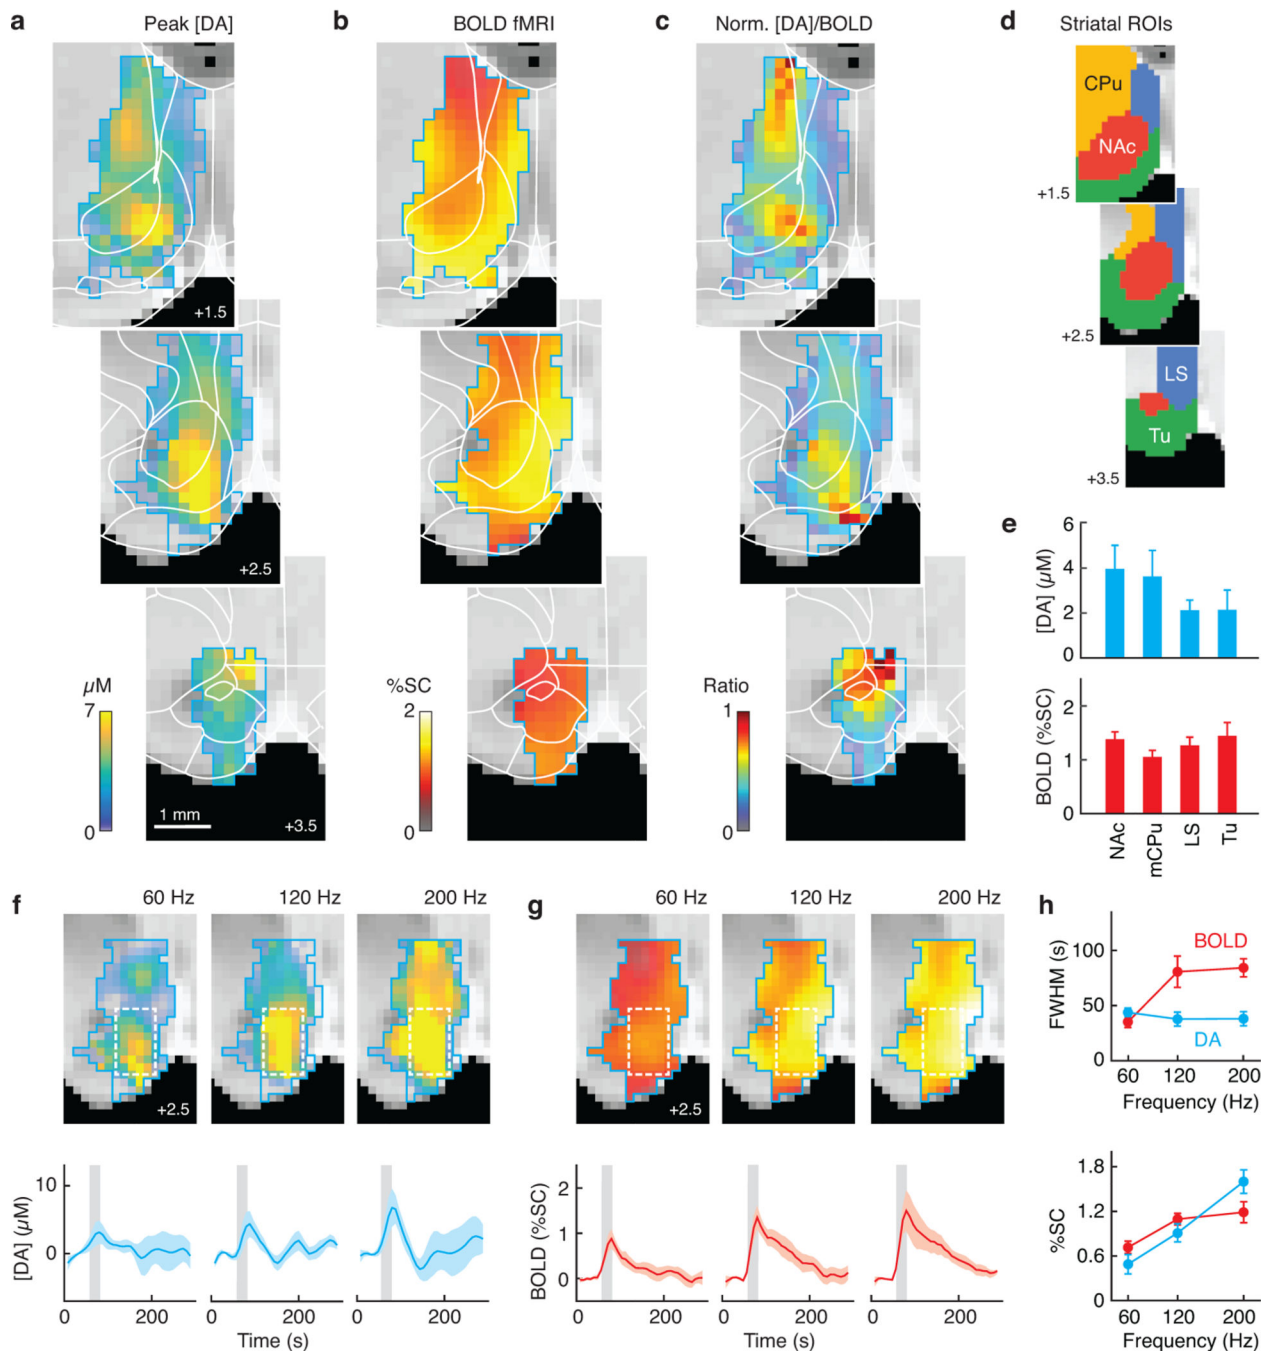 a Peak [DA] b BOLD fMRI c Norm. [DA]/BOLD d Striatal ROIs
CPu
NAc
+1.5
+1.5
+2.5
LS
Tu
+3.5
+2.5
e
6
4
2
0
[DA] (µM)
µM
7
0
1 mm
+3.5
%SC
2
0
Ratio
1
0
2
1
0
BOLD (%SC)
NAc
mCPu
LS
Tu
f 60 Hz 120 Hz 200 Hz g 60 Hz 120 Hz 200 Hz h
+2.5
+2.5
100
50
0
FWHM (s)
BOLD
DA
60 120 200
Frequency (Hz)
10
0
[DA] (µM)
0 200 0 200 0 200
Time (s)
2
1
0
BOLD (%SC)
0 200 0 200 0 200
Time (s)
1.8
1.2
0.6
0
%SC
60 120 200
Frequency (Hz)